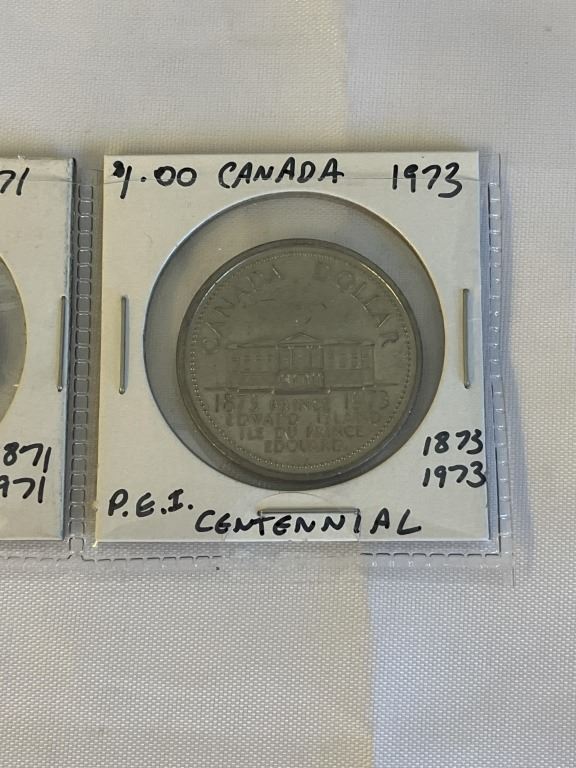 71
$1.00 CANADA 1973
CANADA DOLLAR
1873 PRINCE 1973
EDWARD ISLAND
ILE DU PRINCE
EDOUARD
871
971
1873
1973
P.E.I.
CENTENNIAL